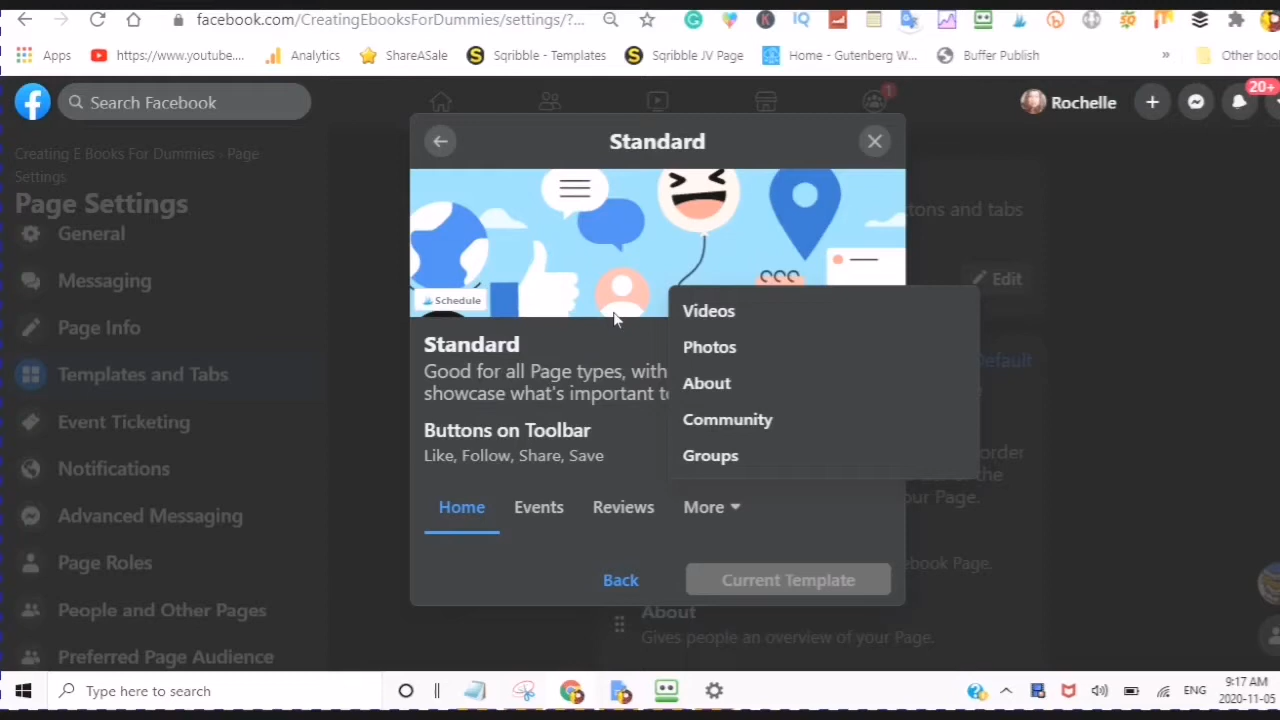 facebook.com/CreatingEbooksForDummies/settings/?...
Apps
https://www.youtube....
Analytics
ShareASale
Sqribble - Templates
Sqribble JV Page
Home - Gutenberg W...
Buffer Publish
»
Other boo
Search Facebook
1
Rochelle
20+
Creating E Books For Dummies › Page
Settings
Page Settings
General
Messaging
Page Info
Templates and Tabs
Event Ticketing
Notifications
Advanced Messaging
Page Roles
People and Other Pages
Preferred Page Audience
Standard
Schedule
Standard
Good for all Page types, with
showcase what's important to
Buttons on Toolbar
Like, Follow, Share, Save
Home
Events
Reviews
More
Videos
Photos
About
Community
Groups
Back
Current Template
tons and tabs
Edit
Default
order
of the
our Page.
ebook Page.
About
Gives people an overview of your Page.
Type here to search
ENG
9:17 AM
2020-11-05